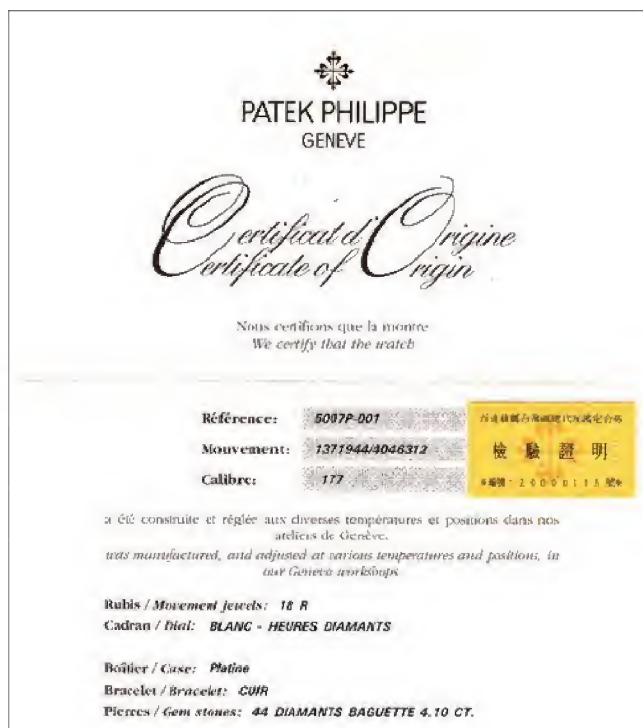 PATEK PHILIPPE
GENEVE
Certificat d'Origine
Certificate of Origin
Nous certifions que la montre
We certify that the watch
Référence: 5007P-001
Mouvement: 1371944/4046312
Calibre: 177
檢驗證明
20000115
a été construite et réglée aux diverses températures et positions dans nos
ateliers de Genève.
was manufactured, and adjusted at various temperatures and positions, in
our Geneva workshops
Rubis / Movement jewels: 18 R
Cadran / Dial: BLANC - HEURES DIAMANTS
Boîtier / Case: Platine
Bracelet / Bracelet: CUIR
Pierres / Gem stones: 44 DIAMANTS BAGUETTE 4.10 CT.